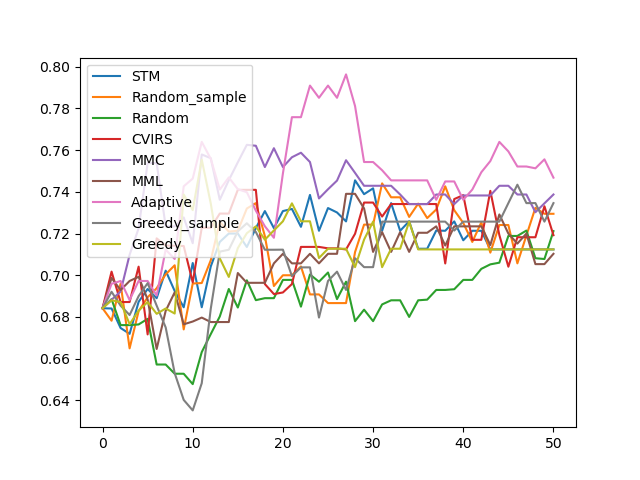 0.80
0.78
0.76
0.74
0.72
0.70
0.68
0.66
0.64
0
10
20
30
40
50
STM
Random_sample
Random
CVIRS
MMC
MML
Adaptive
Greedy_sample
Greedy